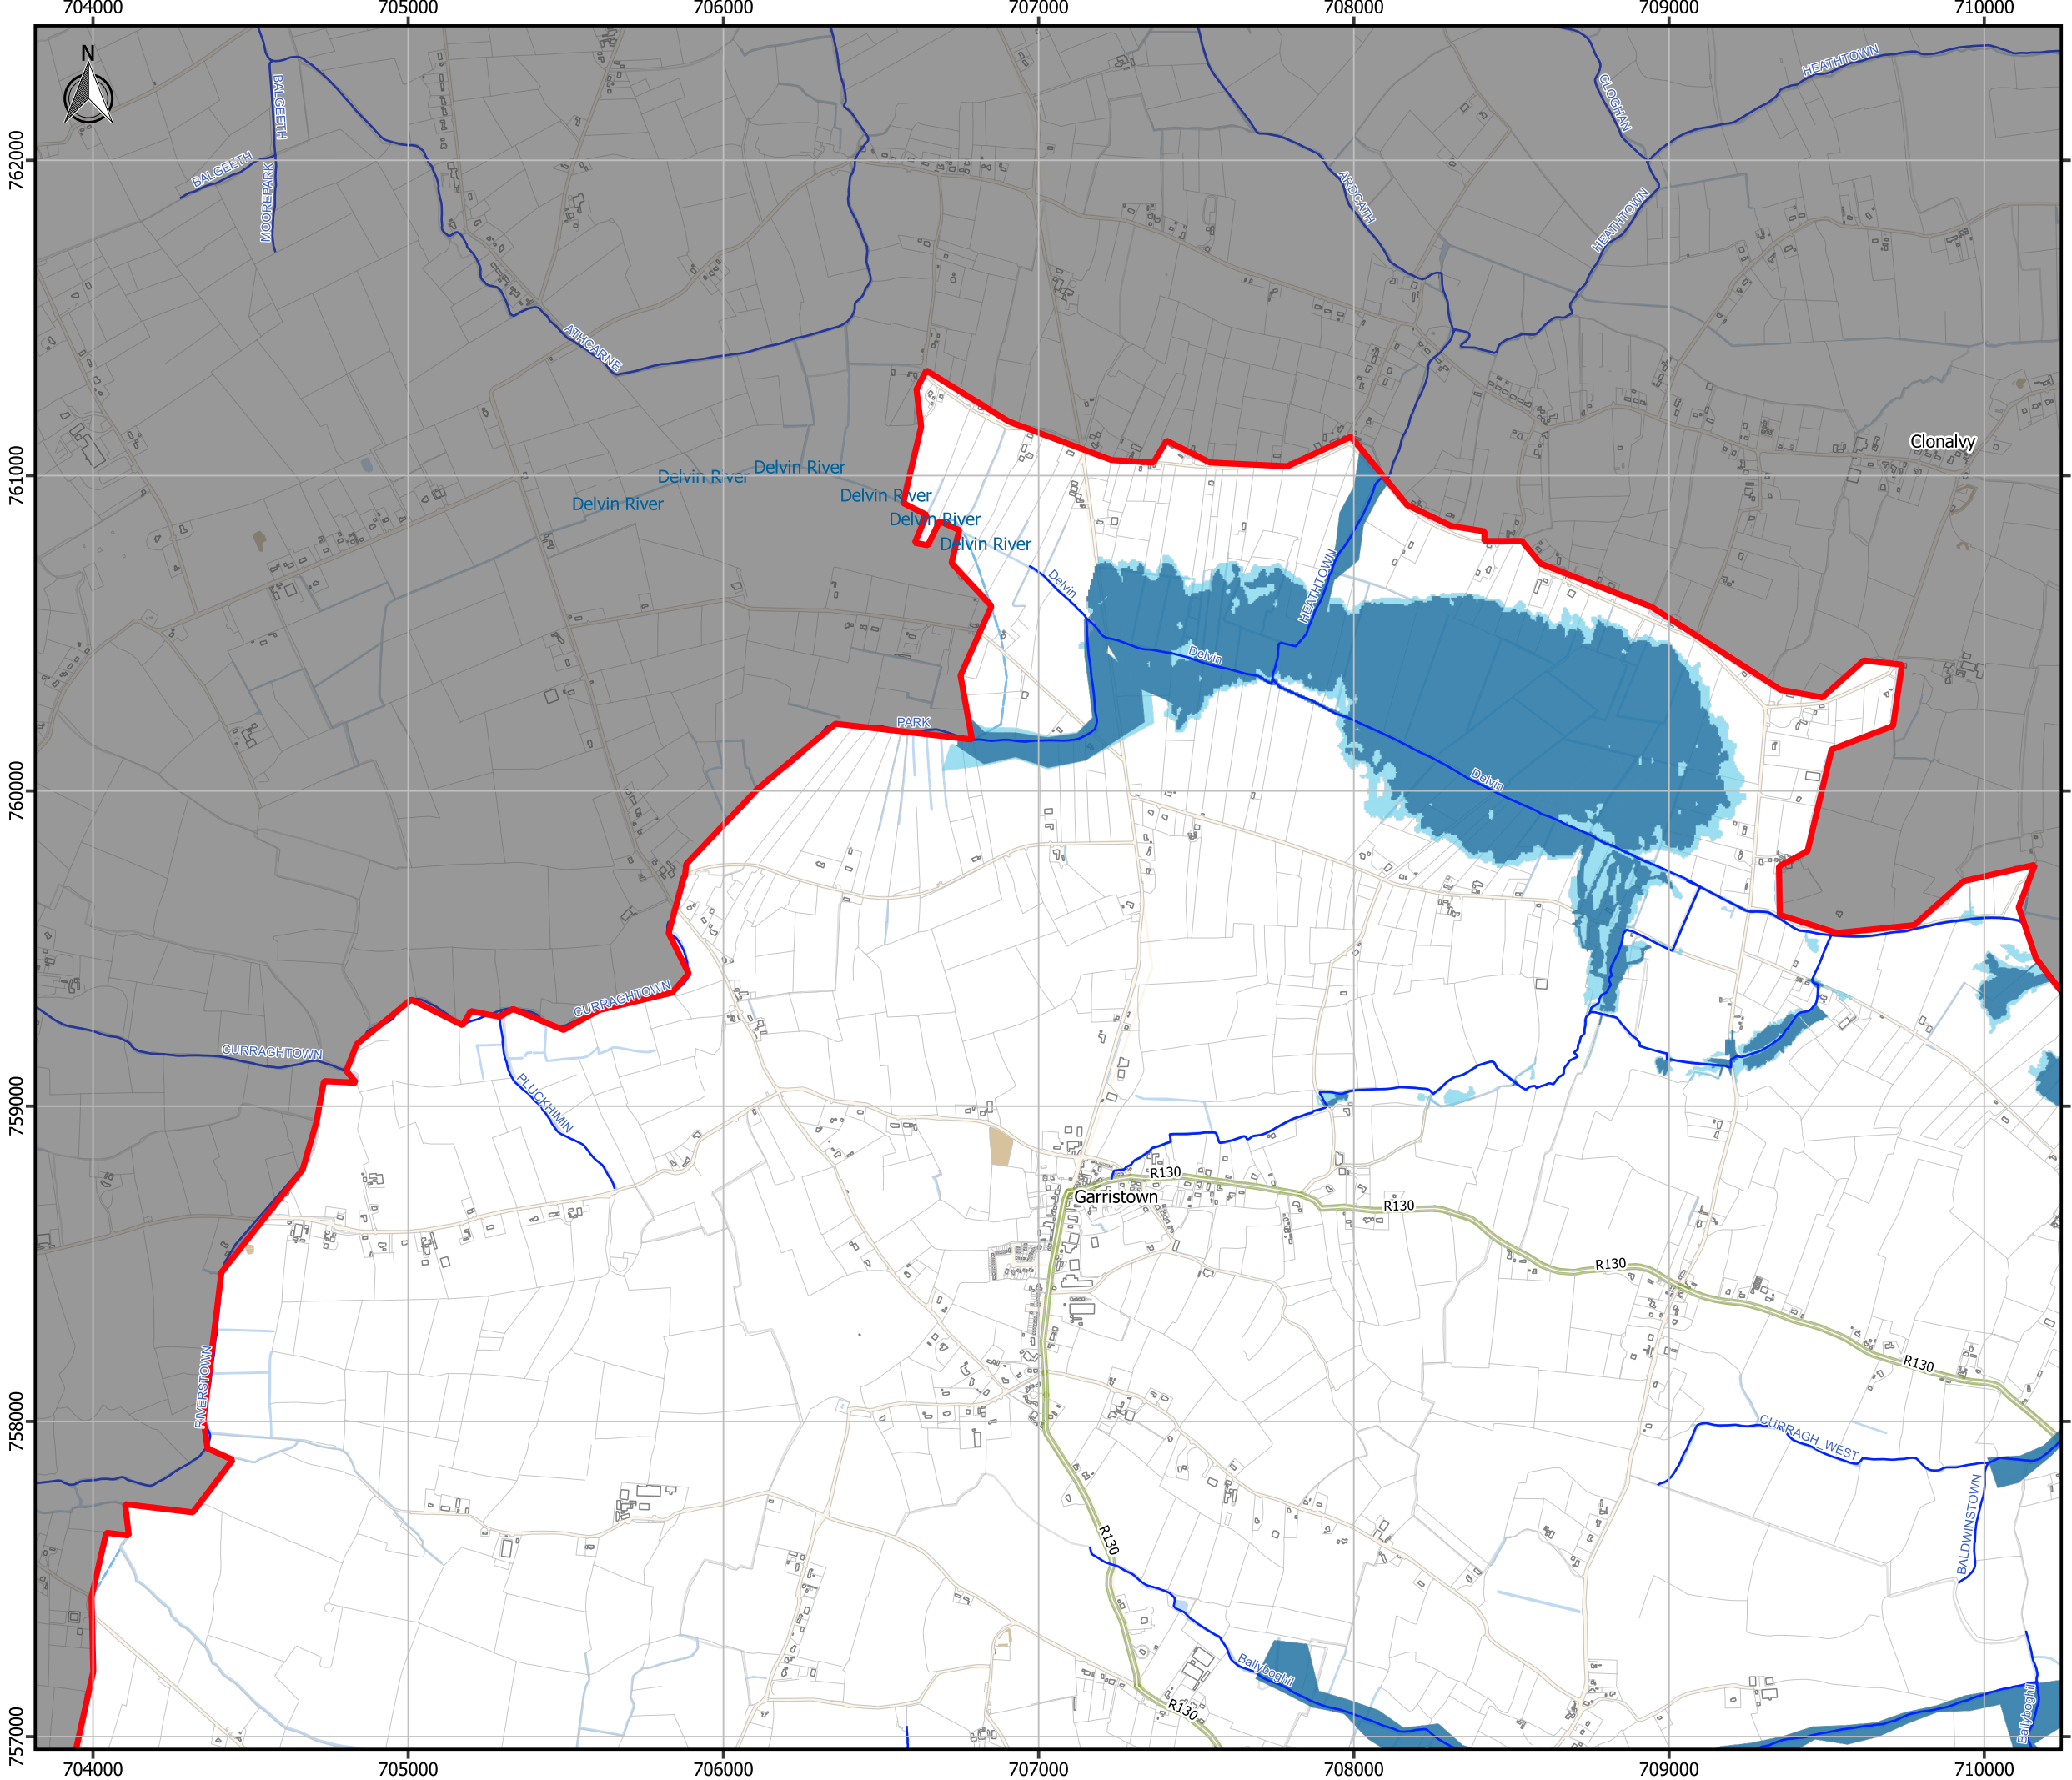 704000 705000 706000 707000 708000 709000 710000
N
HEATHTOWN
BALGEETH
CLOGHAN
762000
762000
BALGEETH
MOOREPARK
ARDCATH
HEATHTOWN
ATHCARNE
Clonalvy
761000
Delvin River
Delvin River
Delvin River
Delvin River
Delvin River
Delvin River
Delvin
HEATHTOWN
Delvin
PARK
Delvin
760000
CURRAGHTOWN
CURRAGHTOWN
PLUCKHIMIN
759000
R130
Garristown
R130
R130
RIVERSTOWN
R130
758000
CURRAGH_WEST
BALDWINSTOWN
R130
Ballyboghil
R130
Ballyboghil
757000
704000 705000 706000 707000 708000 709000 710000